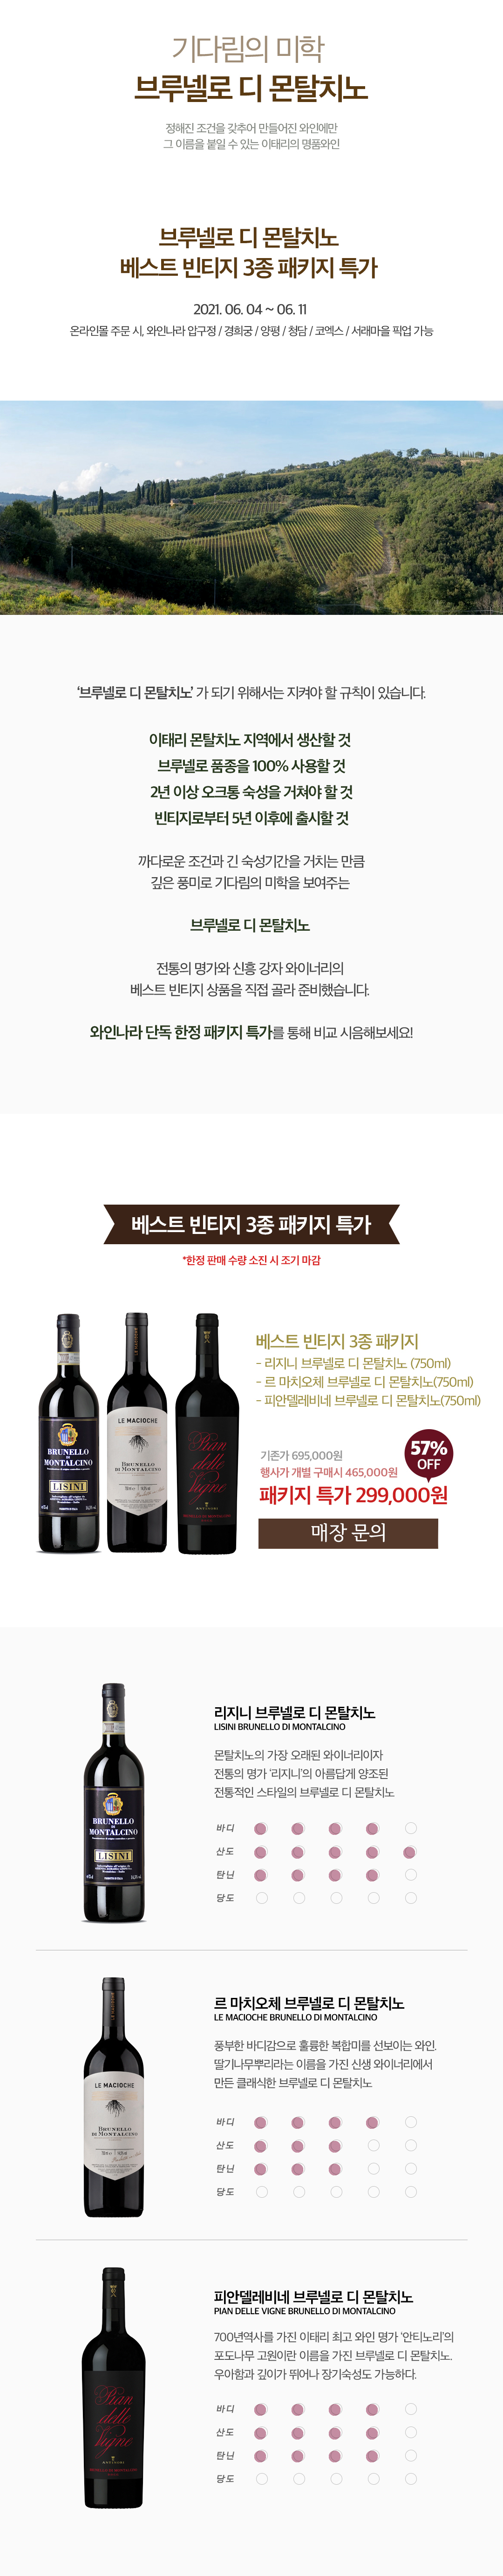 기다림의 미학
브루넬로 디 몬탈치노
정해진 조건을 갖추어 만들어진 와인에만
그 이름을 붙일 수 있는 이태리의 명품와인
브루넬로 디 몬탈치노
베스트 빈티지 3종 패키지 특가
2021. 06. 04 ~ 06. 11
온라인몰 주문 시, 와인나라 압구정 / 경희궁 / 양평 / 청담 / 코엑스 / 서래마을 픽업 가능
‘브루넬로 디 몬탈치노’ 가 되기 위해서는 지켜야 할 규칙이 있습니다.
이태리 몬탈치노 지역에서 생산할 것
브루넬로 품종을 100% 사용할 것
2년 이상 오크통 숙성을 거쳐야 할 것
빈티지로부터 5년 이후에 출시할 것
까다로운 조건과 긴 숙성기간을 거치는 만큼
깊은 풍미로 기다림의 미학을 보여주는
브루넬로 디 몬탈치노
전통의 명가와 신흥 강자 와이너리의
베스트 빈티지 상품을 직접 골라 준비했습니다.
와인나라 단독 한정 패키지 특가를 통해 비교 시음해보세요!
베스트 빈티지 3종 패키지 특가
*한정 판매 수량 소진 시 조기 마감
BRUNELLO
DI
MONTALCINO
LISINI
LE MACIOCHE
BRUNELLO
DI MONTALCINO
Pian
delle
Vigne
ANTINORI
베스트 빈티지 3종 패키지
- 리지니 브루넬로 디 몬탈치노 (750ml)
- 르 마치오체 브루넬로 디 몬탈치노(750ml)
- 피안델레비네 브루넬로 디 몬탈치노(750ml)
57%
OFF
기존가 695,000원
행사가 개별 구매시 465,000원
패키지 특가 299,000원
매장 문의
BRUNELLO
DI
MONTALCINO
LISINI
리지니 브루넬로 디 몬탈치노
LISINI BRUNELLO DI MONTALCINO
몬탈치노의 가장 오래된 와이너리이자
전통의 명가 ‘리지니’의 아름답게 양조된
전통적인 스타일의 브루넬로 디 몬탈치노
바디
산도
탄닌
당도
LE MACIOCHE
BRUNELLO
DI MONTALCINO
르 마치오체 브루넬로 디 몬탈치노
LE MACIOCHE BRUNELLO DI MONTALCINO
풍부한 바디감으로 훌륭한 복합미를 선보이는 와인.
딸기나무뿌리라는 이름을 가진 신생 와이너리에서
만든 클래식한 브루넬로 디 몬탈치노
바디
산도
탄닌
당도
Pian
delle
Vigne
ANTINORI
피안델레비네 브루넬로 디 몬탈치노
PIAN DELLE VIGNE BRUNELLO DI MONTALCINO
700년역사를 가진 이태리 최고 와인 명가 ‘안티노리’의
포도나무 고원이란 이름을 가진 브루넬로 디 몬탈치노.
우아함과 깊이가 뛰어나 장기숙성도 가능하다.
바디
산도
탄닌
당도